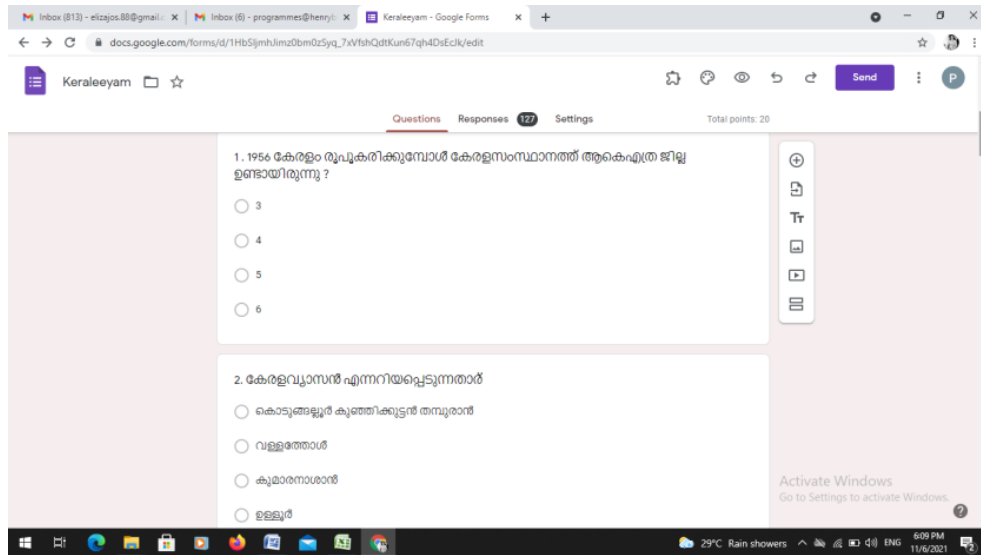 Inbox (813) - elizajos.88@gmail.c
Inbox (6) - programmes@henryb
Keraleeyam - Google Forms
docs.google.com/forms/d/1HbSljmhJimz0bm0zSyq_7xVfshQdtKun67qh4DsEcJk/edit
Keraleeyam
Send
P
Questions Responses 127 Settings
Total points: 20
1. 1956 കേരളം രൂപൂകരിക്കുമ്പോൾ കേരളസംസ്ഥാനത്ത് ആകെഎത്ര ജില്ല
ഉണ്ടായിരുന്നു ?
3
4
5
6
2. കേരളവ്യാസൻ എന്നറിയപ്പെടുന്നതാര്
കൊടുങ്ങല്ലൂർ കുഞ്ഞിക്കുട്ടൻ തമ്പുരാൻ
വള്ളത്തോൾ
കുമാരനാശാൻ
ഉള്ളൂർ
Activate Windows
Go to Settings to activate Windows.
29°C Rain showers
ENG
6:09 PM
11/6/2021
2